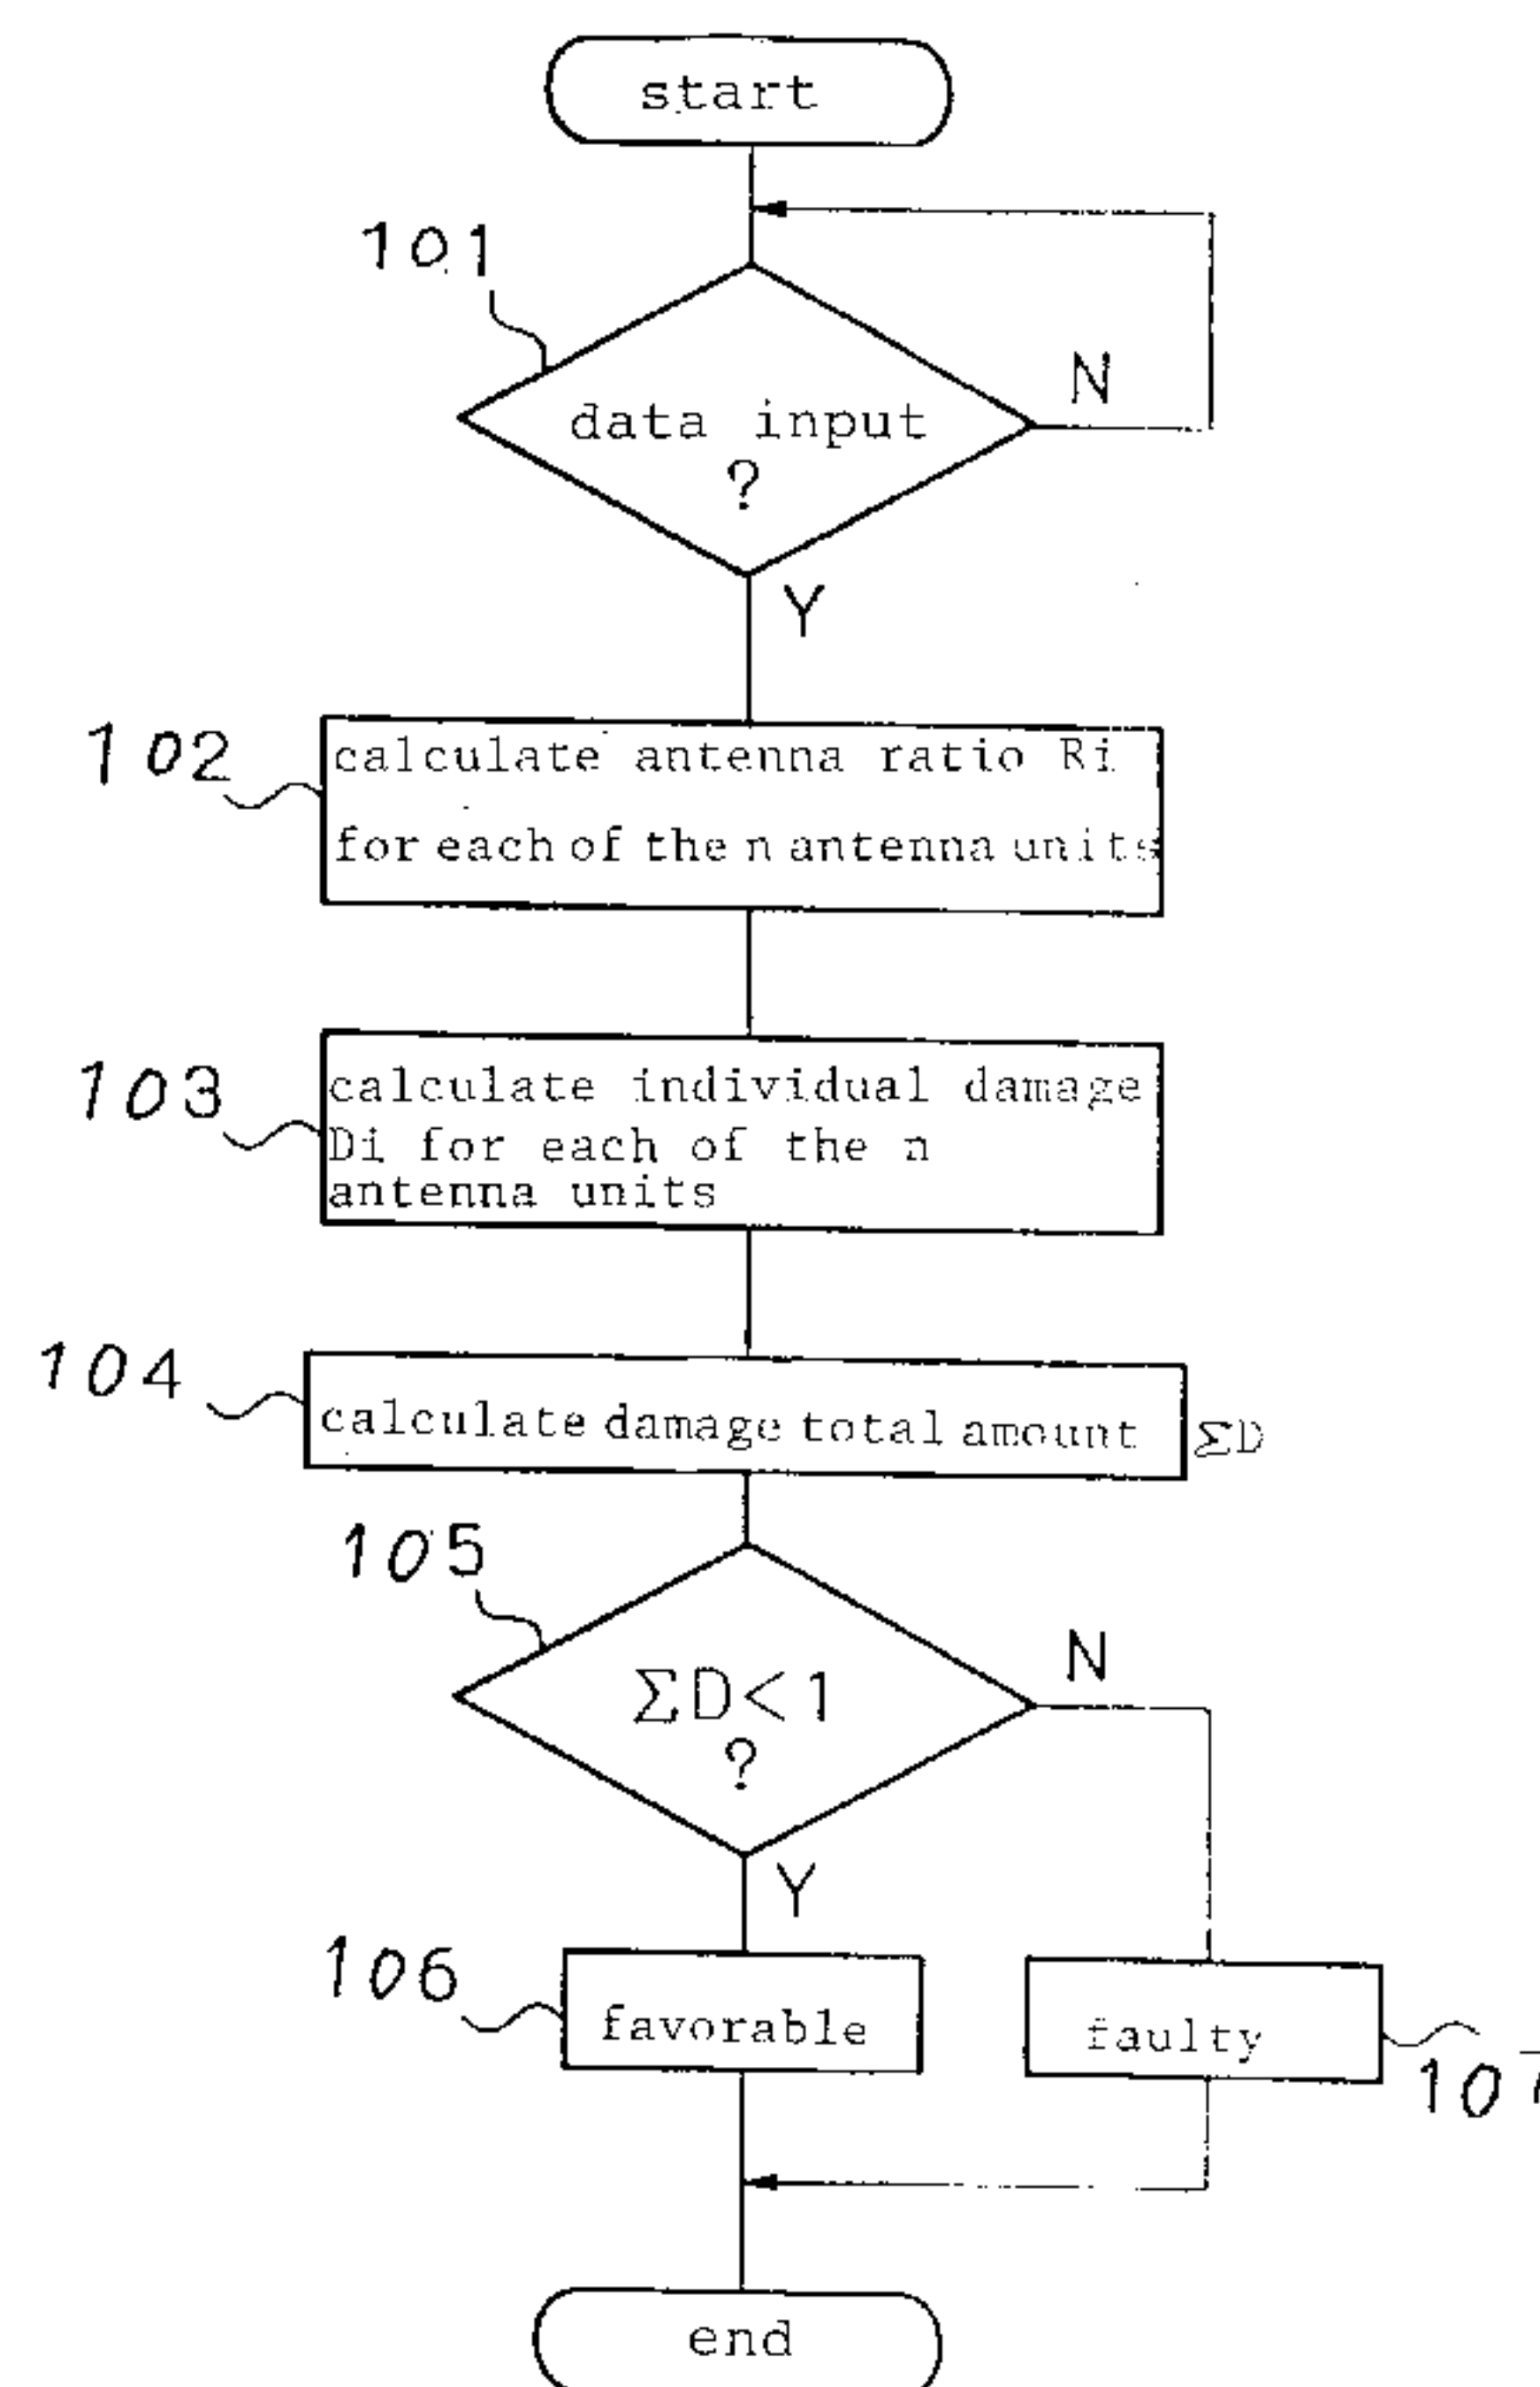 start
101
N
data input
?
Y
102
calculate antenna ratio Ri
for each of the n antenna units
103
calculate individual damage
Di for each of the n
antenna units
104
calculate damage total amount ΣD
105
N
ΣD<1
?
Y
106
favorable
faulty
107
end